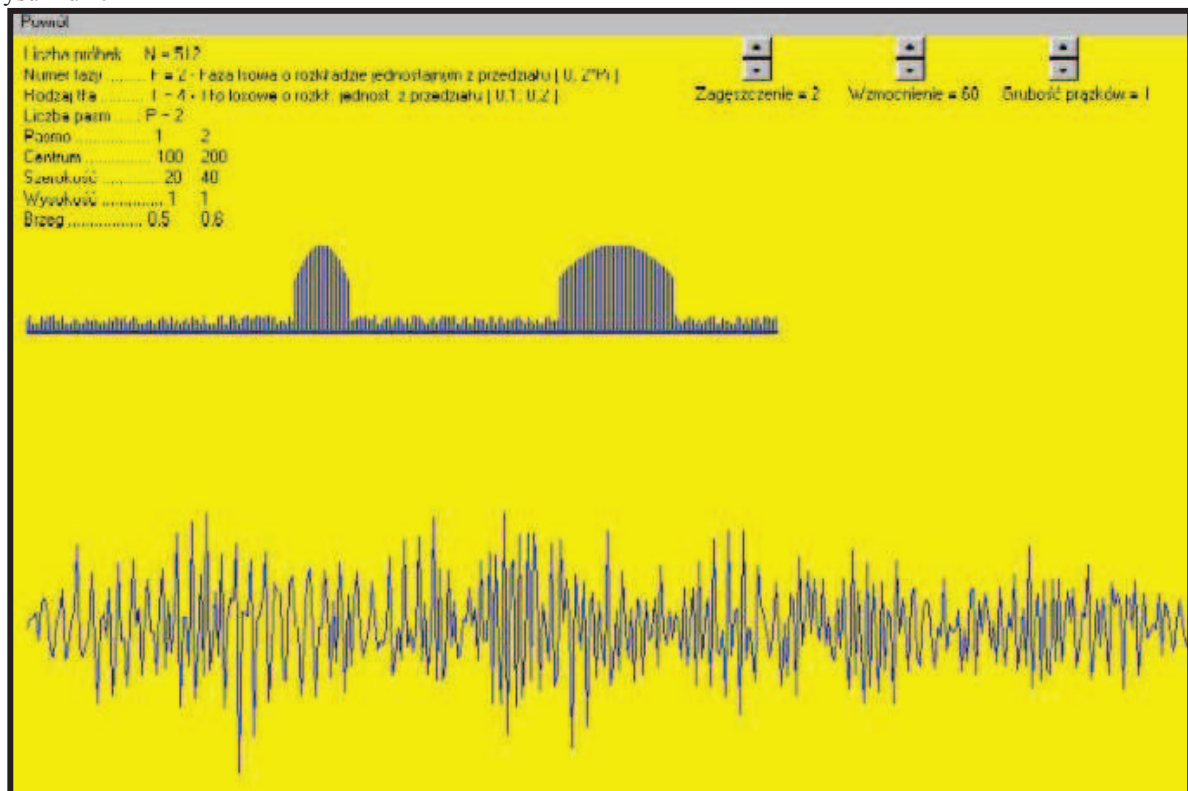 Powrót
Liczba próbek N = 512
Numer fazy ........ F = 2 - Faza losowa o rozkładzie jednostajnym z przedziału [ 0, 2*Pi ]
Rodzaj tła ......... T = 4 - Tło losowe o rozkł. jednost. z przedziału [ 0.1, 0.2 ]
Liczba pasm ..... P = 2
Pasmo ............... 1 2
Centrum ............... 100 200
Szerokość ............ 20 40
Wysokość .............. 1 1
Brzeg .................. 0.5 0.6
Zagęszczenie = 2 Wzmocnienie = 60 Grubość prążków = 1